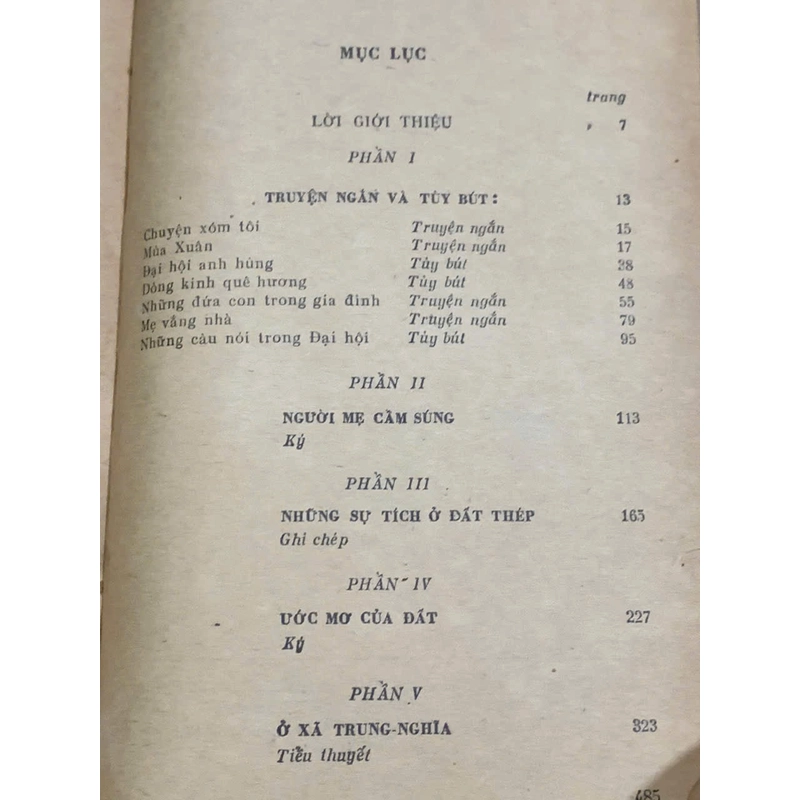 MỤC LỤC
trang
LỜI GIỚI THIỆU 7
PHẦN I
TRUYỆN NGẮN VÀ TÙY BÚT: 13
Chuyện xóm tôi Truyện ngắn 15
Mùa Xuân Truyện ngắn 17
Đại hội anh hùng Tùy bút 38
Dòng kinh quê hương Tùy bút 48
Những đứa con trong gia đình Truyện ngắn 55
Mẹ vắng nhà Truyện ngắn 79
Những câu nói trong Đại hội Tùy bút 95
PHẦN II
NGƯỜI MẸ CẦM SÚNG 113
Ký
PHẦN III
NHỮNG SỰ TÍCH Ở ĐẤT THÉP 165
Ghi chép
PHẦN IV
ƯỚC MƠ CỦA ĐẤT 227
Ký
PHẦN V
Ở XÃ TRUNG-NGHĨA 323
Tiểu thuyết
485